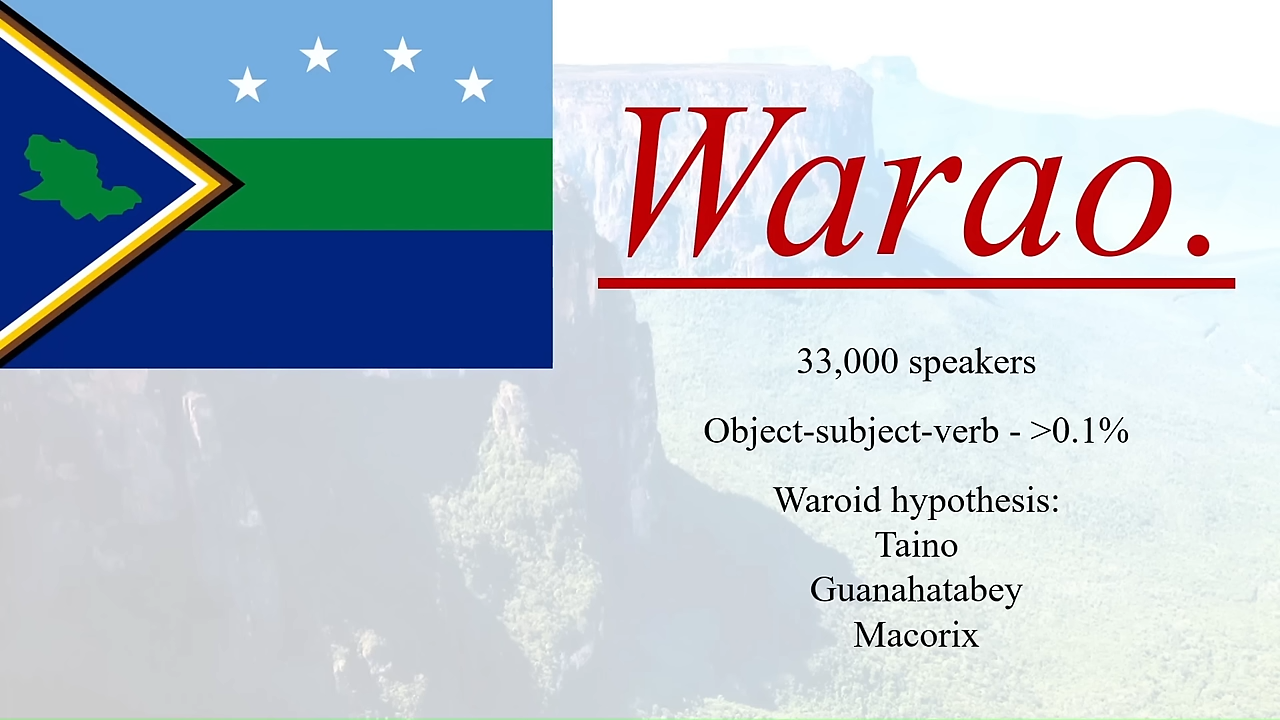 Warao.
33,000 speakers
Object-subject-verb - >0.1%
Waroid hypothesis:
Taino
Guanahatabey
Macorix